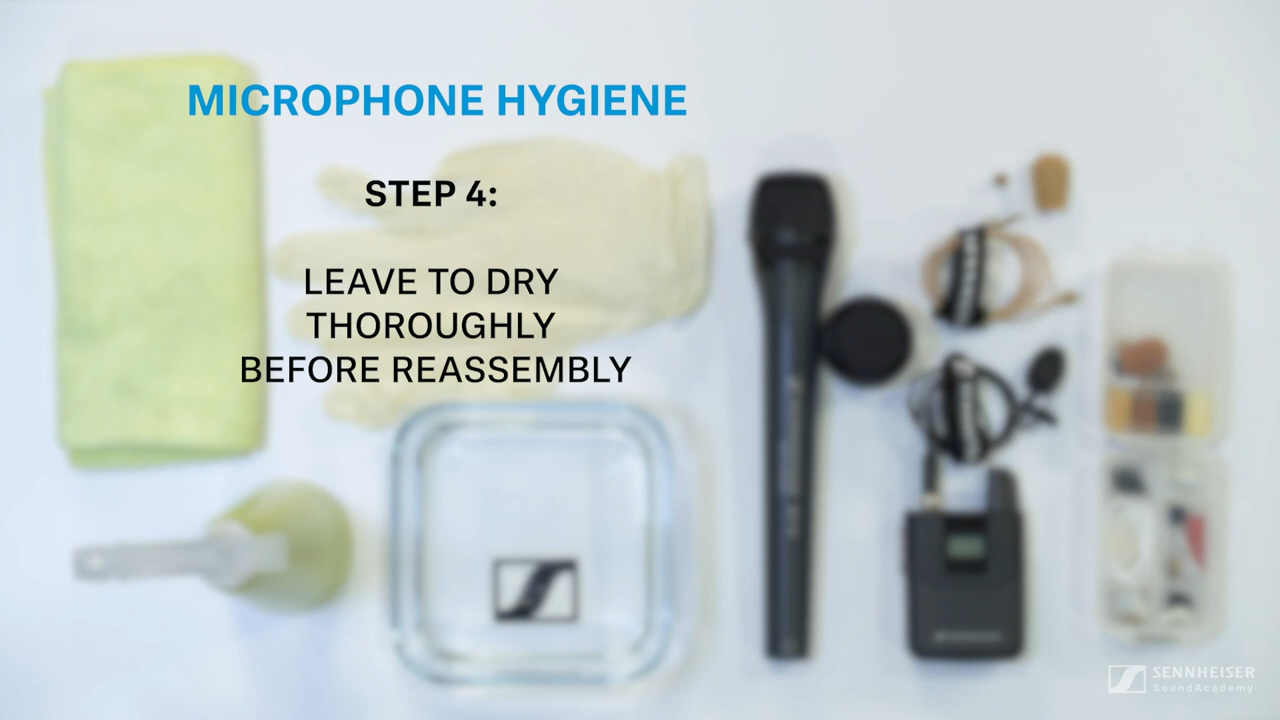 MICROPHONE HYGIENE
STEP 4:
LEAVE TO DRY
THOROUGHLY
BEFORE REASSEMBLY
SENNHEISER
SoundAcademy